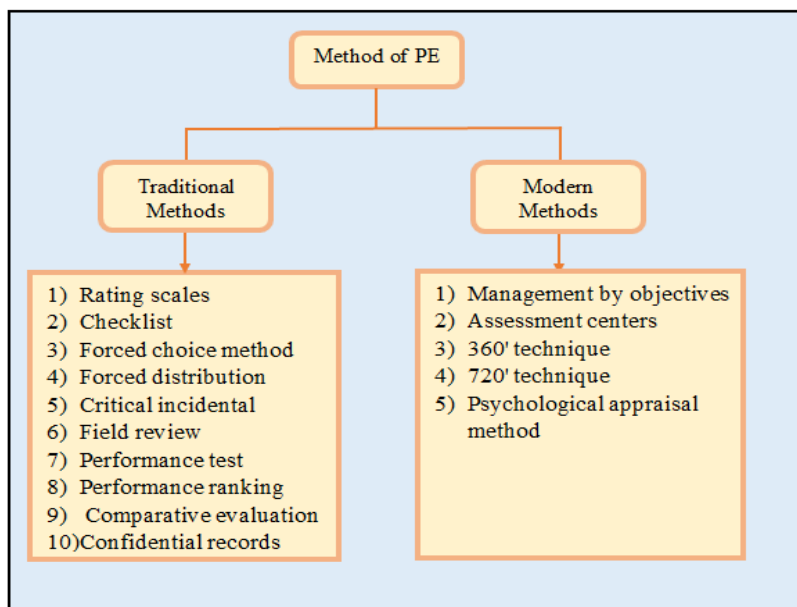 Method of PE
Traditional
Methods
Modern
Methods
1) Rating scales
2) Checklist
3) Forced choice method
4) Forced distribution
5) Critical incidental
6) Field review
7) Performance test
8) Performance ranking
9) Comparative evaluation
10)Confidential records
1) Management by objectives
2) Assessment centers
3) 360' technique
4) 720' technique
5) Psychological appraisal
method